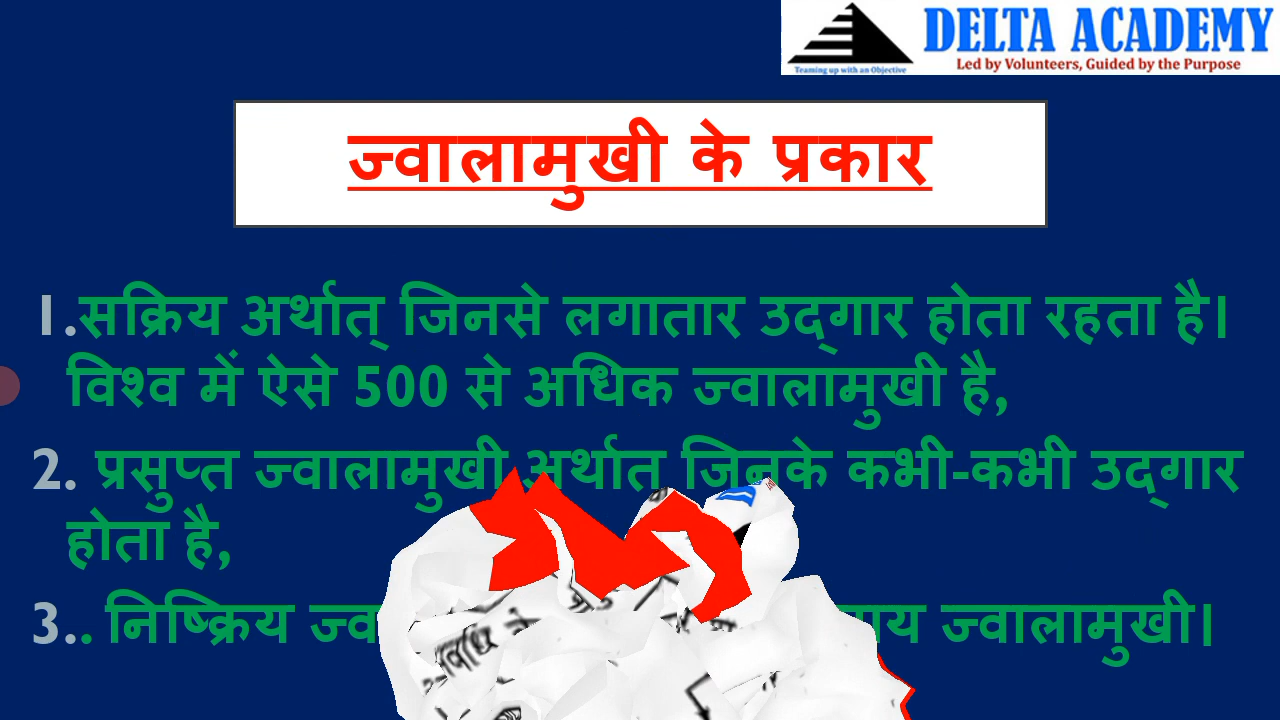 DELTA ACADEMY
Teaming up with an Objective
Led by Volunteers, Guided by the Purpose
ज्वालामुखी के प्रकार
1.सक्रिय अर्थात् जिनसे लगातार उद्‌गार होता रहता है।
विश्व में ऐसे 500 से अधिक ज्वालामुखी है,
2. प्रसुप्त ज्वालामुखी अर्थात जिनके कभी-कभी उद्‌गार
होता है,
3.. निष्क्रिय ज्वालामुखी।